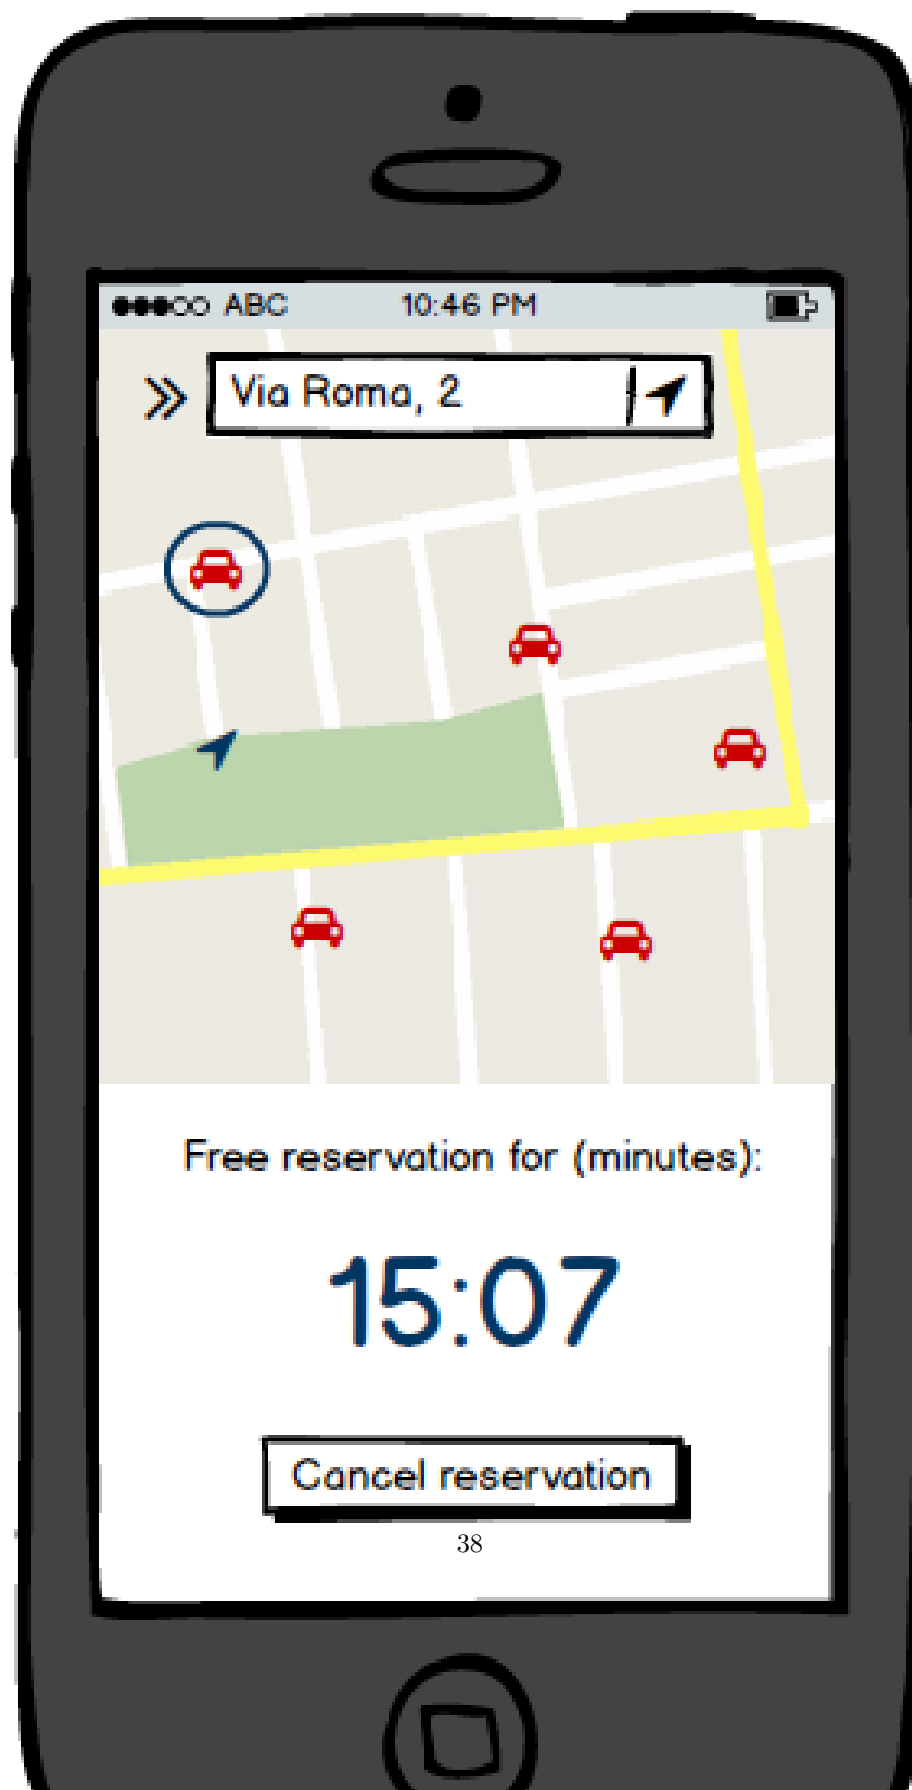 ABC 10:46 PM
Via Roma, 2
Free reservation for (minutes):
15:07
Cancel reservation
38